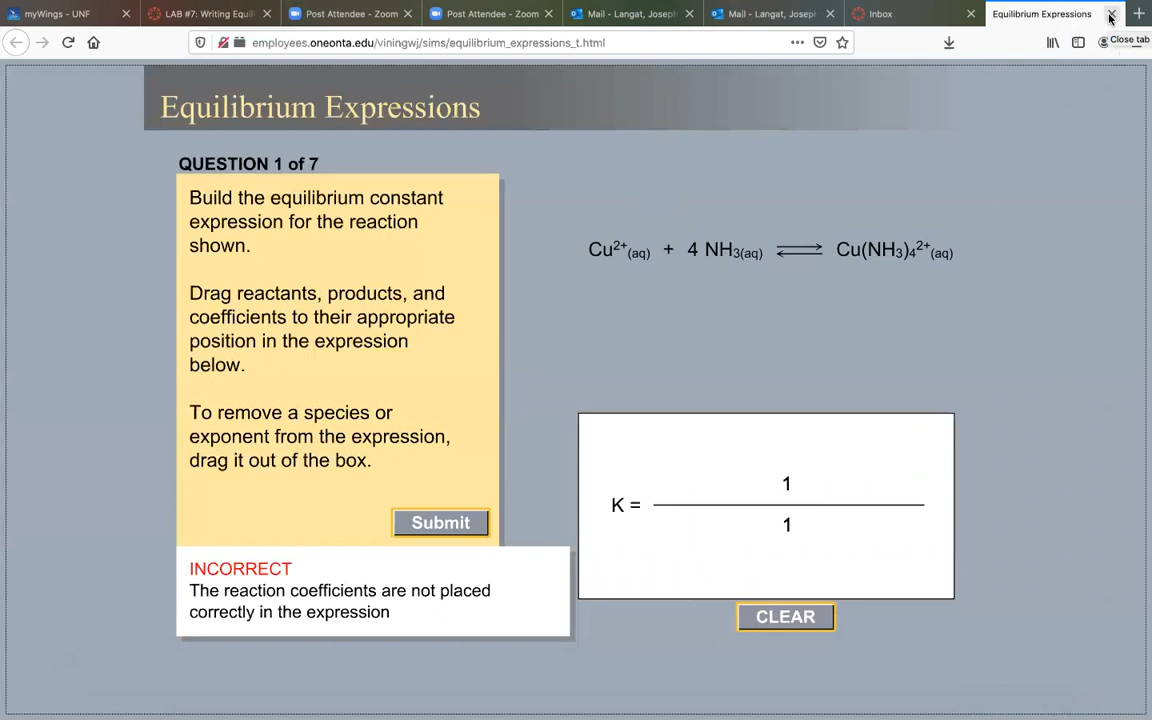 myWings - UNF
LAB #7: Writing Equil
Post Attendee - Zoom
Post Attendee - Zoom
Mail - Langat, Joseph
Mail - Langat, Joseph
Inbox
Equilibrium Expressions
employees.oneonta.edu/viningwj/sims/equilibrium_expressions_t.html
Close tab
Equilibrium Expressions
QUESTION 1 of 7
Build the equilibrium constant
expression for the reaction
shown.
Drag reactants, products, and
coefficients to their appropriate
position in the expression
below.
To remove a species or
exponent from the expression,
drag it out of the box.
Submit
INCORRECT
The reaction coefficients are not placed
correctly in the expression
Cu²⁺(aq) + 4 NH₃(aq) ⇌ Cu(NH₃)₄²⁺(aq)
1
K =
1
CLEAR